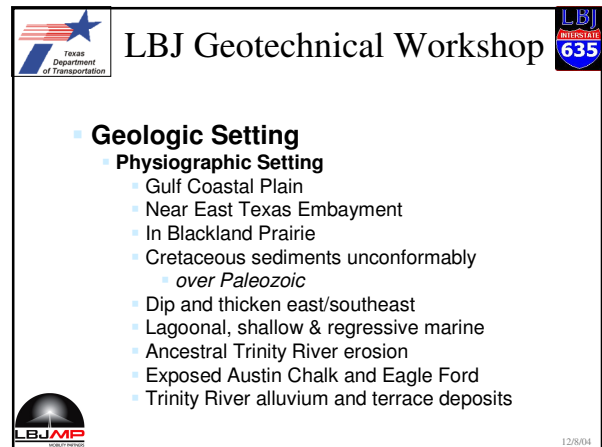 Texas
Department
of Transportation
LBJ Geotechnical Workshop
LBJ
INTERSTATE
635
Geologic Setting
Physiographic Setting
Gulf Coastal Plain
Near East Texas Embayment
In Blackland Prairie
Cretaceous sediments unconformably
over Paleozoic
Dip and thicken east/southeast
Lagoonal, shallow & regressive marine
Ancestral Trinity River erosion
Exposed Austin Chalk and Eagle Ford
Trinity River alluvium and terrace deposits
LBJMP
MOBILITY PARTNERS
12/8/04